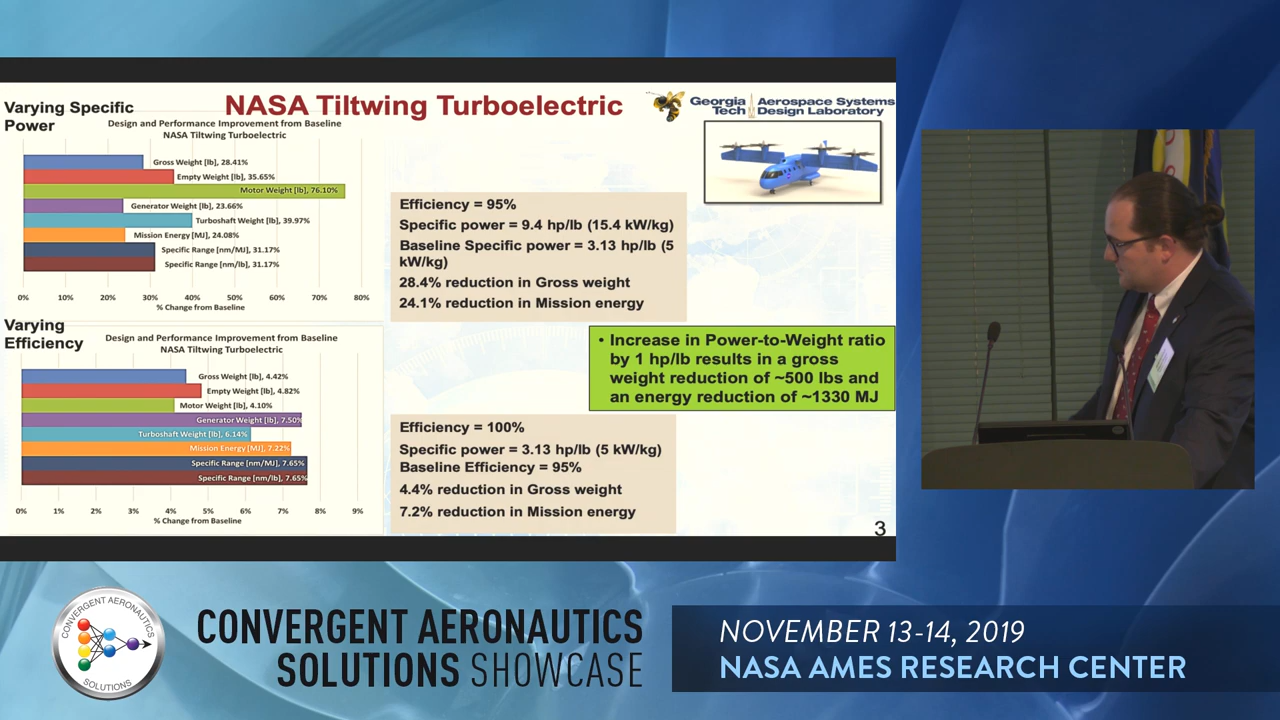 Varying Specific
Power
NASA Tiltwing Turboelectric
Georgia
Tech
Aerospace Systems
Design Laboratory
Design and Performance Improvement from Baseline
NASA Tiltwing Turboelectric
Gross Weight [lb], 28.41%
Empty Weight [lb], 35.65%
Motor Weight [lb], 76.10%
Generator Weight [lb], 23.66%
Turboshaft Weight [lb], 39.97%
Mission Energy [MJ], 24.08%
Specific Range [nm/MJ], 31.17%
Specific Range [nm/lb], 31.17%
0% 10% 20% 30% 40% 50% 60% 70% 80%
% Change from Baseline
Efficiency = 95%
Specific power = 9.4 hp/lb (15.4 kW/kg)
Baseline Specific power = 3.13 hp/lb (5
kW/kg)
28.4% reduction in Gross weight
24.1% reduction in Mission energy
Varying
Efficiency
Design and Performance Improvement from Baseline
NASA Tiltwing Turboelectric
Gross Weight [lb], 4.42%
Empty Weight [lb], 4.82%
Motor Weight [lb], 4.10%
Generator Weight [lb], 7.50%
Turboshaft Weight [lb], 6.14%
Mission Energy [MJ], 7.22%
Specific Range [nm/MJ], 7.65%
Specific Range [nm/lb], 7.65%
0% 1% 2% 3% 4% 5% 6% 7% 8% 9%
% Change from Baseline
• Increase in Power-to-Weight ratio
by 1 hp/lb results in a gross
weight reduction of ~500 lbs and
an energy reduction of ~1330 MJ
Efficiency = 100%
Specific power = 3.13 hp/lb (5 kW/kg)
Baseline Efficiency = 95%
4.4% reduction in Gross weight
7.2% reduction in Mission energy
3
CONVERGENT AERONAUTICS
SOLUTIONS
CONVERGENT AERONAUTICS
SOLUTIONS SHOWCASE
NOVEMBER 13-14, 2019
NASA AMES RESEARCH CENTER